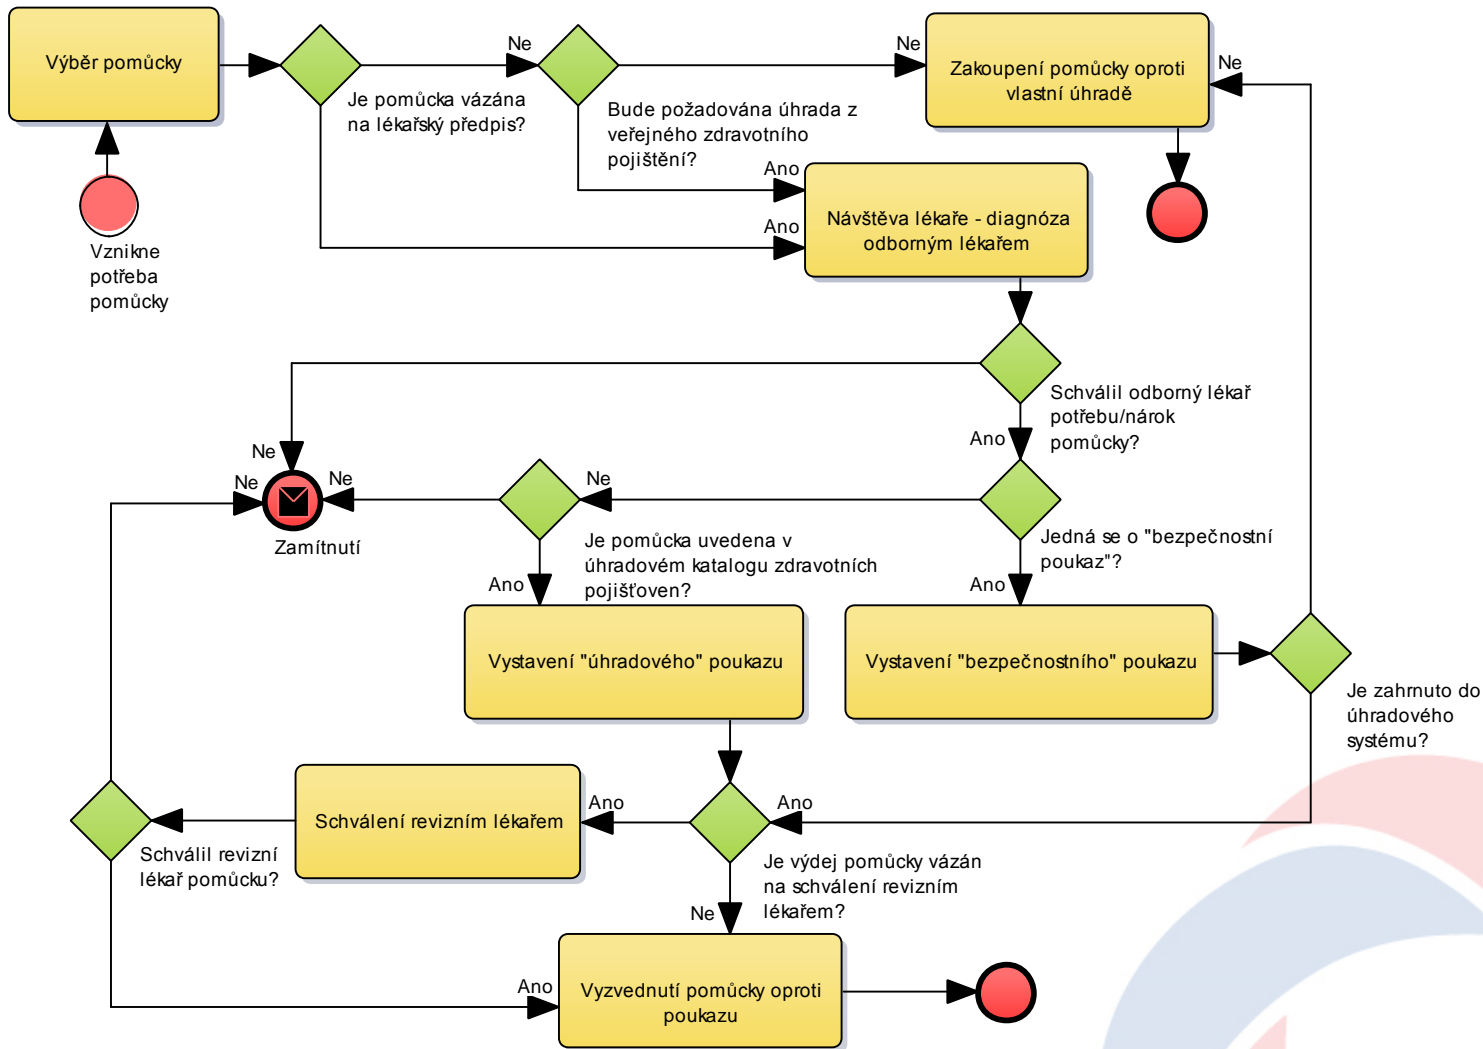 Výběr pomůcky
Ne
Ne
Zakoupení pomůcky oproti
vlastní úhradě
Ne
Je pomůcka vázána
na lékařský předpis?
Bude požadována úhrada z
veřejného zdravotního
pojištění?
Ano
Ano
Návštěva lékaře - diagnóza
odborným lékařem
Vznikne
potřeba
pomůcky
Schválil odborný lékař
potřebu/nárok
pomůcky?
Ano
Ne
Ne
Ne
Ne
Zamítnutí
Je pomůcka uvedena v
úhradovém katalogu zdravotních
pojišťoven?
Jedná se o "bezpečnostní
poukaz"?
Ano
Ano
Vystavení "úhradového" poukazu
Vystavení "bezpečnostního" poukazu
Je zahrnuto do
úhradového
systému?
Schválení revizním lékařem
Ano
Ano
Schválil revizní
lékař pomůcku?
Je výdej pomůcky vázán
na schválení revizním
lékařem?
Ne
Ano
Vyzvednutí pomůcky oproti
poukazu